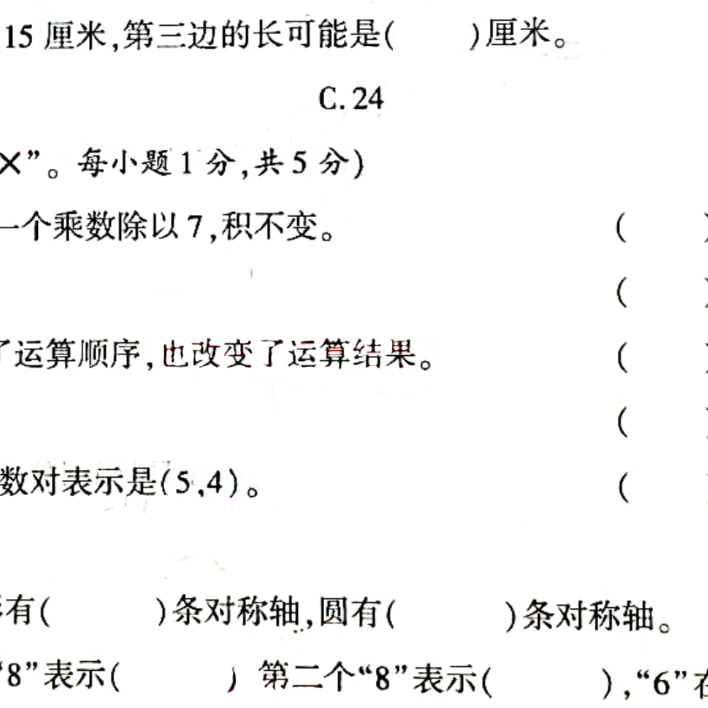 15 厘米,第三边的长可能是(  )厘米。
C. 24
×”。每小题 1 分,共 5 分)
一个乘数除以 7,积不变。 (  )
(  )
了运算顺序,也改变了运算结果。 (  )
(  )
数对表示是(5,4)。 (  )
有(  )条对称轴,圆有(  )条对称轴。
“8”表示(  ) 第二个“8”表示(  ),“6”在